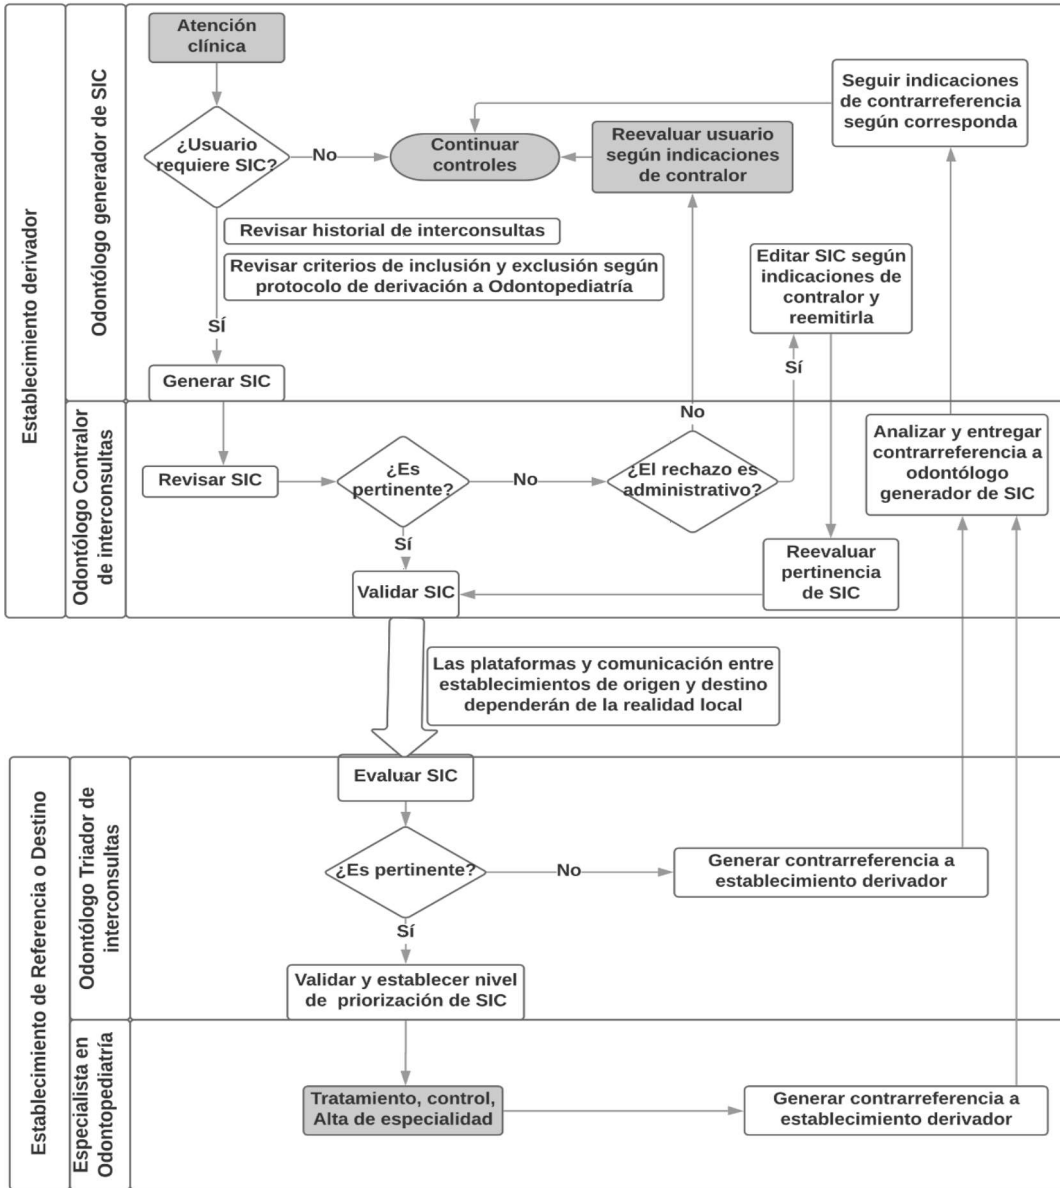 Establecimiento derivador
Odontólogo generador de SIC
Atención
clínica
¿Usuario
requiere SIC?
No
Continuar
controles
Reevaluar usuario
según indicaciones
de contralor
Seguir indicaciones
de contrarreferencia
según corresponda
Revisar historial de interconsultas
Revisar criterios de inclusión y exclusión según
protocolo de derivación a Odontopediatría
Editar SIC según
indicaciones de
contralor y
reemitirla
SÍ
Generar SIC
Sí
Odontólogo Contralor
de interconsultas
Revisar SIC
¿Es
pertinente?
No
¿El rechazo es
administrativo?
No
Analizar y entregar
contrarreferencia a
odontólogo
generador de SIC
Sí
Validar SIC
Reevaluar
pertinencia
de SIC
Las plataformas y comunicación entre
establecimientos de origen y destino
dependerán de la realidad local
Establecimiento de Referencia o Destino
Odontólogo Triador de
interconsultas
Evaluar SIC
¿Es pertinente?
No
Generar contrarreferencia a
establecimiento derivador
Sí
Validar y establecer nivel
de priorización de SIC
Especialista en
Odontopediatría
Tratamiento, control,
Alta de especialidad
Generar contrarreferencia a
establecimiento derivador